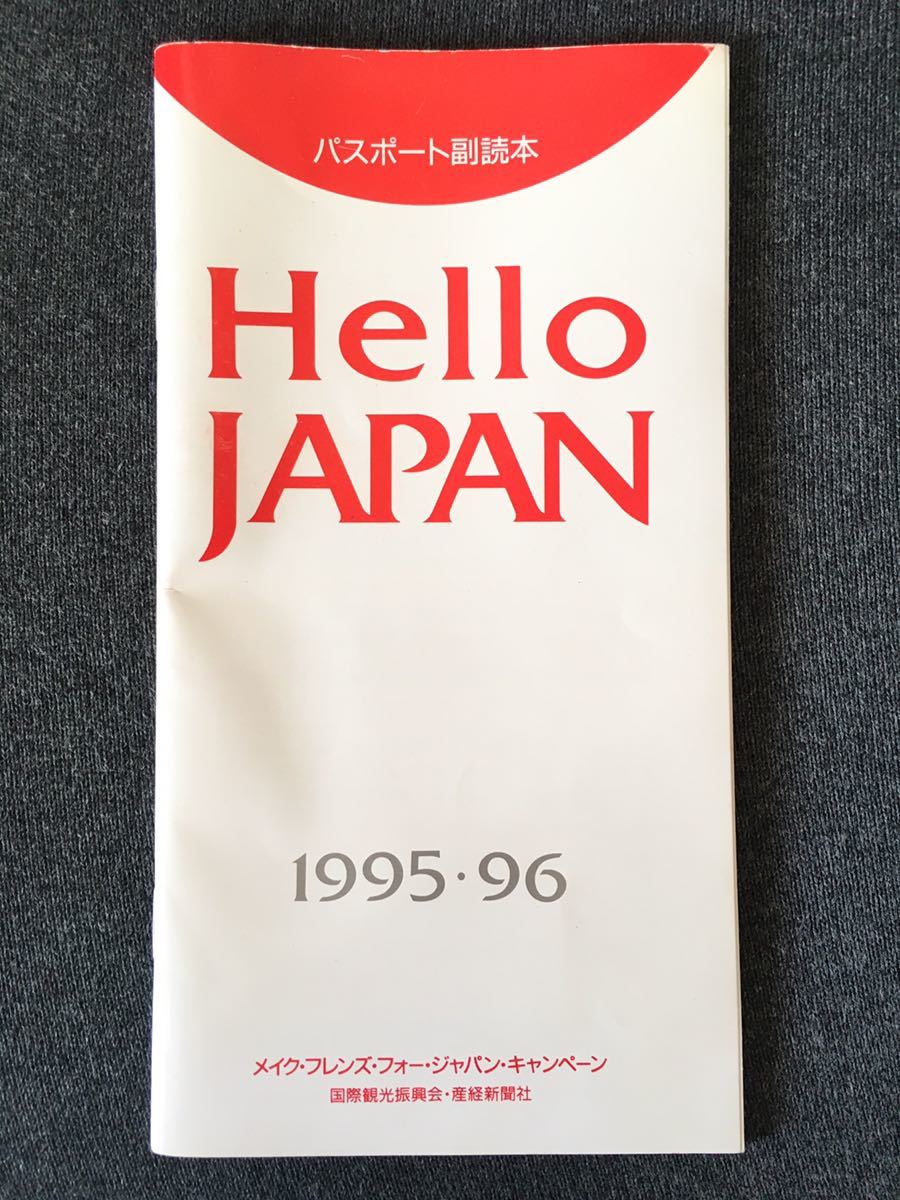 パスポート副読本
Hello
JAPAN
1995・96
メイク・フレンズ・フォー・ジャパン・キャンペーン
国際観光振興会・産経新聞社